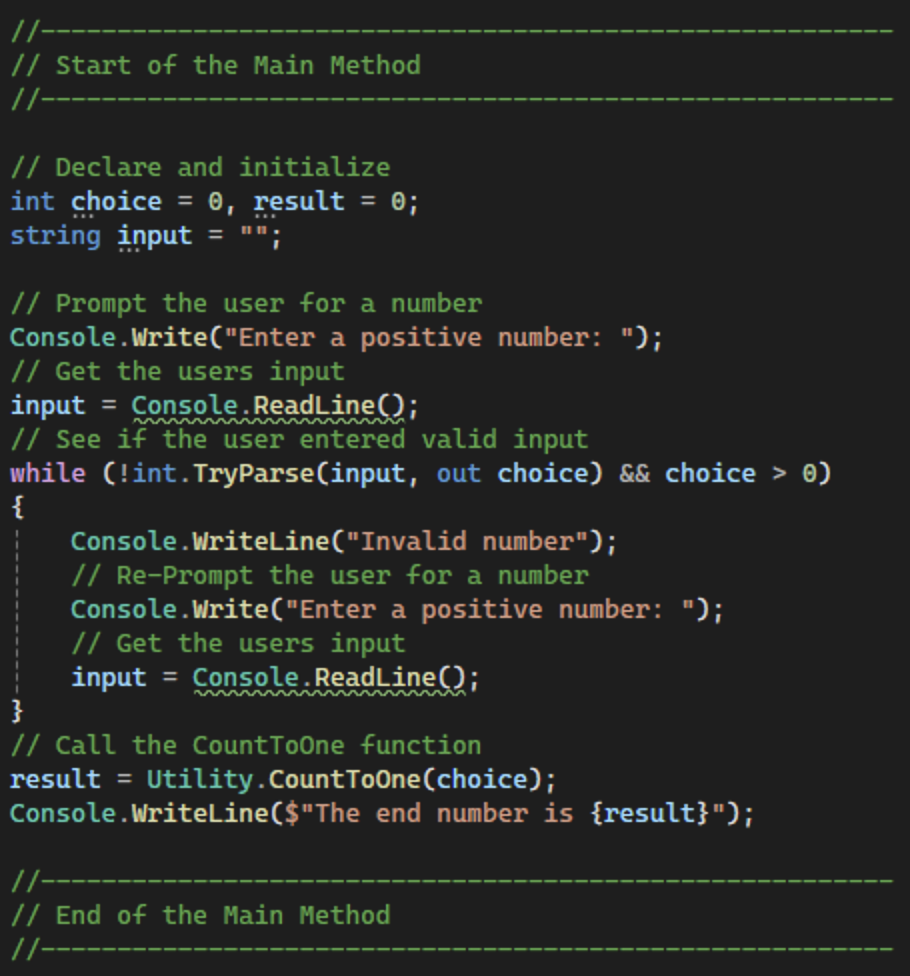 //--------------------------------------------------------
// Start of the Main Method
//--------------------------------------------------------
// Declare and initialize
int choice = 0, result = 0;
string input = "";
// Prompt the user for a number
Console.Write("Enter a positive number: ");
// Get the users input
input = Console.ReadLine();
// See if the user entered valid input
while (!int.TryParse(input, out choice) && choice > 0)
{
    Console.WriteLine("Invalid number");
    // Re-Prompt the user for a number
    Console.Write("Enter a positive number: ");
    // Get the users input
    input = Console.ReadLine();
}
// Call the CountToOne function
result = Utility.CountToOne(choice);
Console.WriteLine($"The end number is {result}");
//--------------------------------------------------------
// End of the Main Method
//--------------------------------------------------------